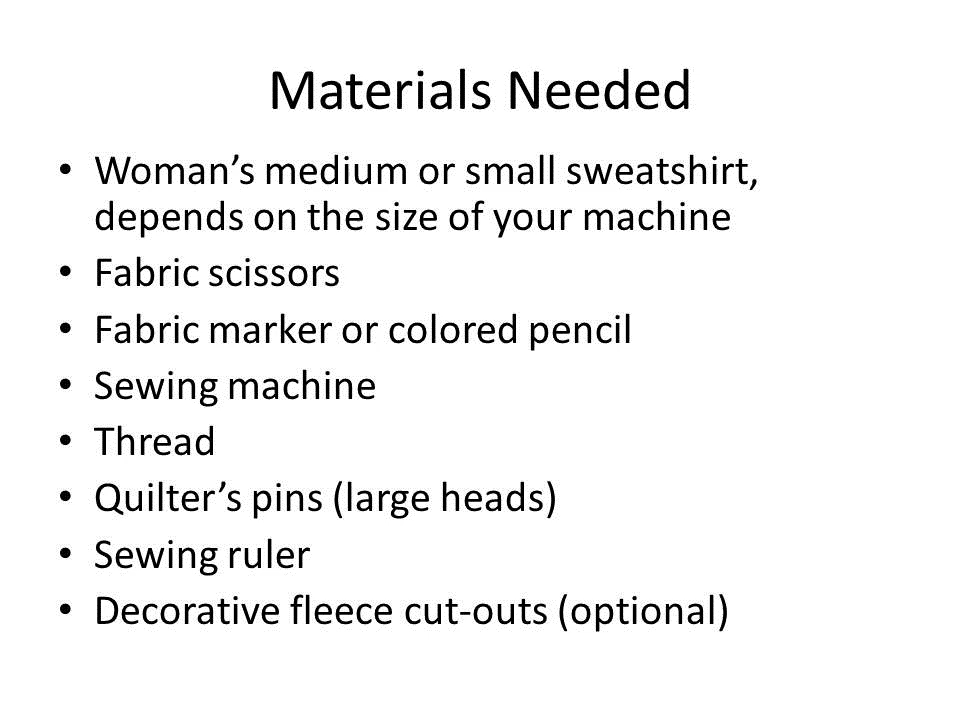 Materials Needed
• Woman’s medium or small sweatshirt,
depends on the size of your machine
• Fabric scissors
• Fabric marker or colored pencil
• Sewing machine
• Thread
• Quilter’s pins (large heads)
• Sewing ruler
• Decorative fleece cut-outs (optional)